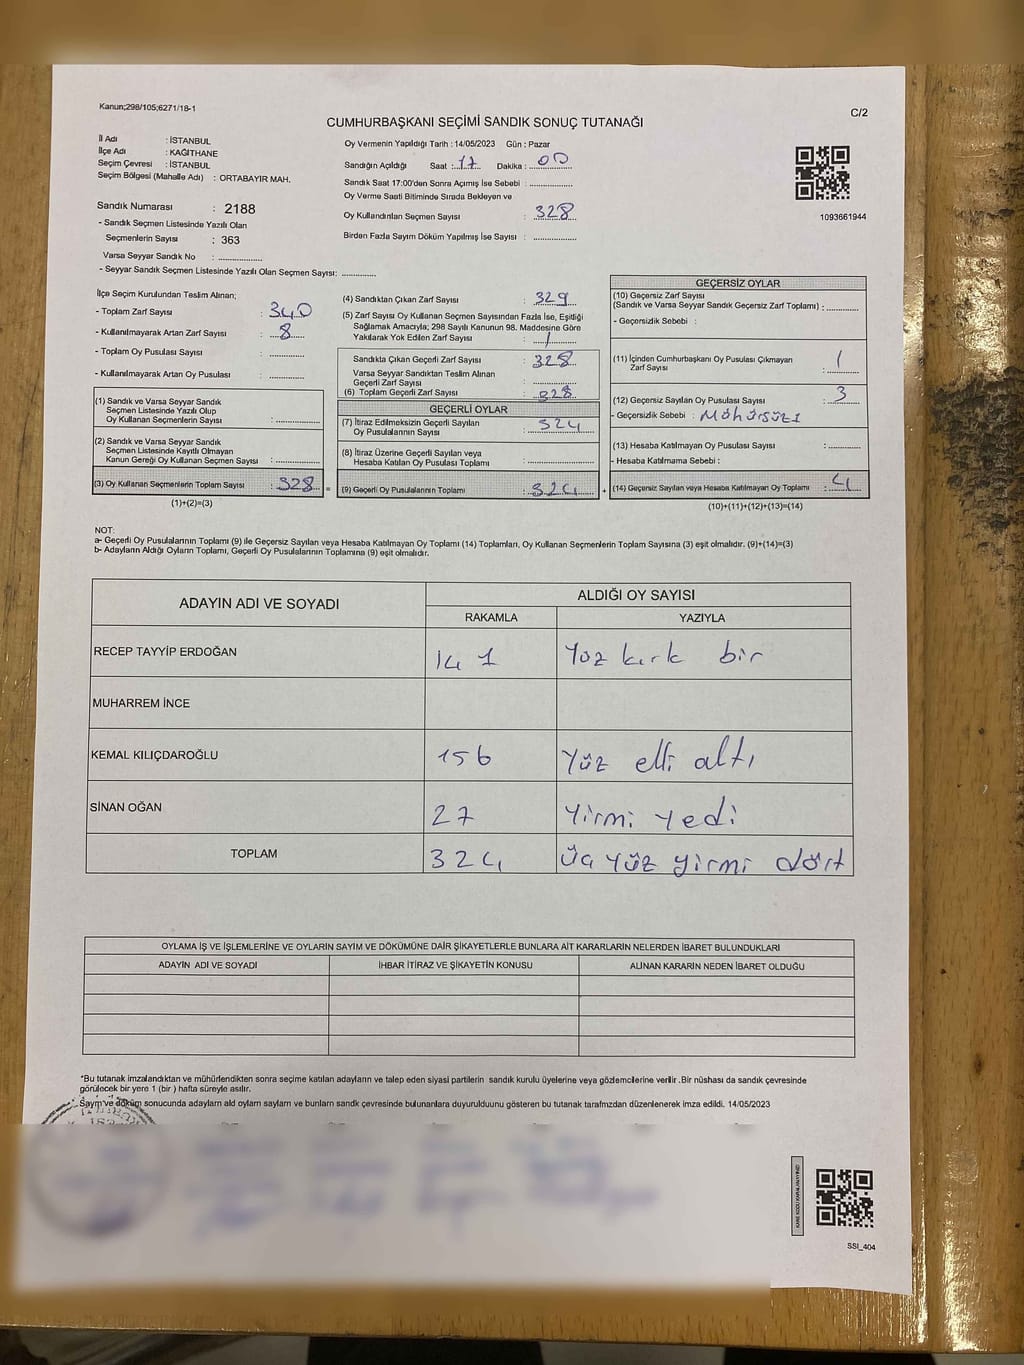 Kanun;298/105;6271/18-1
C/2
CUMHURBAŞKANI SEÇİMİ SANDIK SONUÇ TUTANAĞI
İl Adı : İSTANBUL
İlçe Adı : KAĞITHANE
Seçim Çevresi : İSTANBUL
Seçim Bölgesi (Mahalle Adı) : ORTABAYIR MAH.
Sandık Numarası : 2188
- Sandık Seçmen Listesinde Yazılı Olan
Seçmenlerin Sayısı : 363
Varsa Seyyar Sandık No : ....................
- Seyyar Sandık Seçmen Listesinde Yazılı Olan Seçmen Sayısı: ..............
Oy Vermenin Yapıldığı Tarih : 14/05/2023 Gün : Pazar
Sandığın Açıldığı Saat : 17 Dakika : 00
Sandık Saat 17:00'den Sonra Açımış İse Sebebi : ....................
Oy Verme Saati Bitiminde Sırada Bekleyen ve
Oy Kullandırılan Seçmen Sayısı : 328
Birden Fazla Sayım Döküm Yapılmış İse Sayısı : ..............
1093661944
İlçe Seçim Kurulundan Teslim Alınan;
- Toplam Zarf Sayısı : 340
- Kullanılmayarak Artan Zarf Sayısı : 8
- Toplam Oy Pusulası Sayısı : ..............
- Kullanılmayarak Artan Oy Pusulası : ..............
(1) Sandık ve Varsa Seyyar Sandık
Seçmen Listesinde Yazılı Olup
Oy Kullanan Seçmenlerin Sayısı : ..............
(2) Sandık ve Varsa Seyyar Sandık
Seçmen Listesinde Kayıtlı Olmayan
Kanun Gereği Oy Kullanan Seçmen Sayısı : ..............
(3) Oy Kullanan Seçmenlerin Toplam Sayısı : 328 =
(1)+(2)=(3)
(4) Sandıktan Çıkan Zarf Sayısı : 329
(5) Zarf Sayısı Oy Kullanan Seçmen Sayısından Fazla İse, Eşitliği
Sağlamak Amacıyla; 298 Sayılı Kanunun 98. Maddesine Göre
Yakılarak Yok Edilen Zarf Sayısı : 1
Sandıkta Çıkan Geçerli Zarf Sayısı : 328
Varsa Seyyar Sandıktan Teslim Alınan
Geçerli Zarf Sayısı : ..............
(6) Toplam Geçerli Zarf Sayısı : 328
GEÇERLİ OYLAR
(7) İtiraz Edilmeksizin Geçerli Sayılan
Oy Pusulalarının Sayısı : 324
(8) İtiraz Üzerine Geçerli Sayılan veya
Hesaba Katılan Oy Pusulası Toplamı : ..............
(9) Geçerli Oy Pusulalarının Toplamı : 324 +
GEÇERSİZ OYLAR
(10) Geçersiz Zarf Sayısı
(Sandık ve Varsa Seyyar Sandık Geçersiz Zarf Toplamı) : ..............
- Geçersizlik Sebebi :
(11) İçinden Cumhurbaşkanı Oy Pusulası Çıkmayan
Zarf Sayısı : 1
(12) Geçersiz Sayılan Oy Pusulası Sayısı : 3
- Geçersizlik Sebebi :
(13) Hesaba Katılmayan Oy Pusulası Sayısı : ..............
- Hesaba Katılmama Sebebi :
(14) Geçersiz Sayılan veya Hesaba Katılmayan Oy Toplamı : 4
(10)+(11)+(12)+(13)=(14)
NOT:
a- Geçerli Oy Pusulalarının Toplamı (9) ile Geçersiz Sayılan veya Hesaba Katılmayan Oy Toplamı (14) Toplamları, Oy Kullanan Seçmenlerin Toplam Sayısına (3) eşit olmalıdır. (9)+(14)=(3)
b- Adayların Aldığı Oyların Toplamı, Geçerli Oy Pusulalarının Toplamına (9) eşit olmalıdır.
ADAYIN ADI VE SOYADI
ALDIĞI OY SAYISI
RAKAMLA YAZIYLA
RECEP TAYYİP ERDOĞAN 141 Yüz kırk bir
MUHARREM İNCE
KEMAL KILIÇDAROĞLU 156 Yüz elli altı
SİNAN OĞAN 27 Yirmi Yedi
TOPLAM 324 Üç Yüz yirmi dört
OYLAMA İŞ VE İŞLEMLERİNE VE OYLARIN SAYIM VE DÖKÜMÜNE DAİR ŞİKAYETLERLE BUNLARA AİT KARARLARIN NELERDEN İBARET BULUNDUKLARI
ADAYIN ADI VE SOYADI İHBAR İTİRAZ VE ŞİKAYETİN KONUSU ALINAN KARARIN NEDEN İBARET OLDUĞU
*Bu tutanak imzalandıktan ve mühürlendikten sonra seçime katılan adayların ve talep eden siyasi partilerin sandık kurulu üyelerine veya gözlemcilerine verilir .Bir nüshası da sandık çevresinde
görülecek bir yere 1 (bir ) hafta süreyle asılır.
Sayım ve döküm sonucunda adayların ald oyların sayların ve bunların sandk çevresinde bulunanlara duyurulduunu gösteren bu tutanak tarafmzdan düzenlenerek imza edildi. 14/05/2023
SSI_404